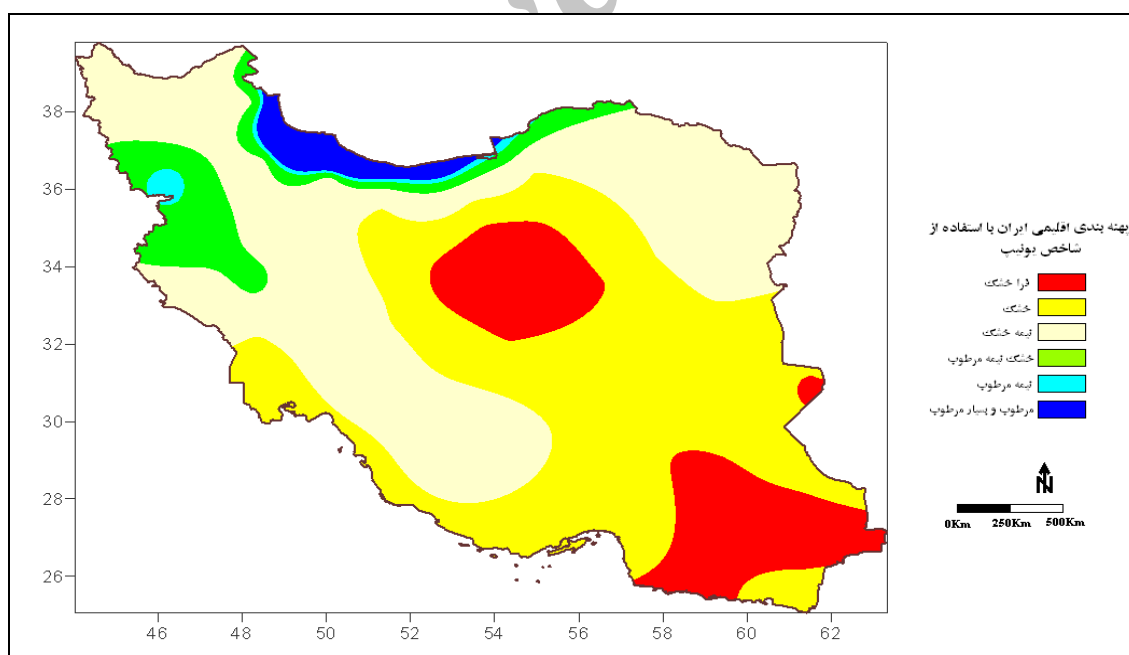 38
36
34
32
30
28
26
46
48
50
52
54
56
58
60
62
پهنه بندی اقلیمی ایران با استفاده از
شاخص یونیپ
فرا خشک
خشک
نیمه خشک
خشک نیمه مرطوب
نیمه مرطوب
مرطوب و بسیار مرطوب
N
0Km 250Km 500Km